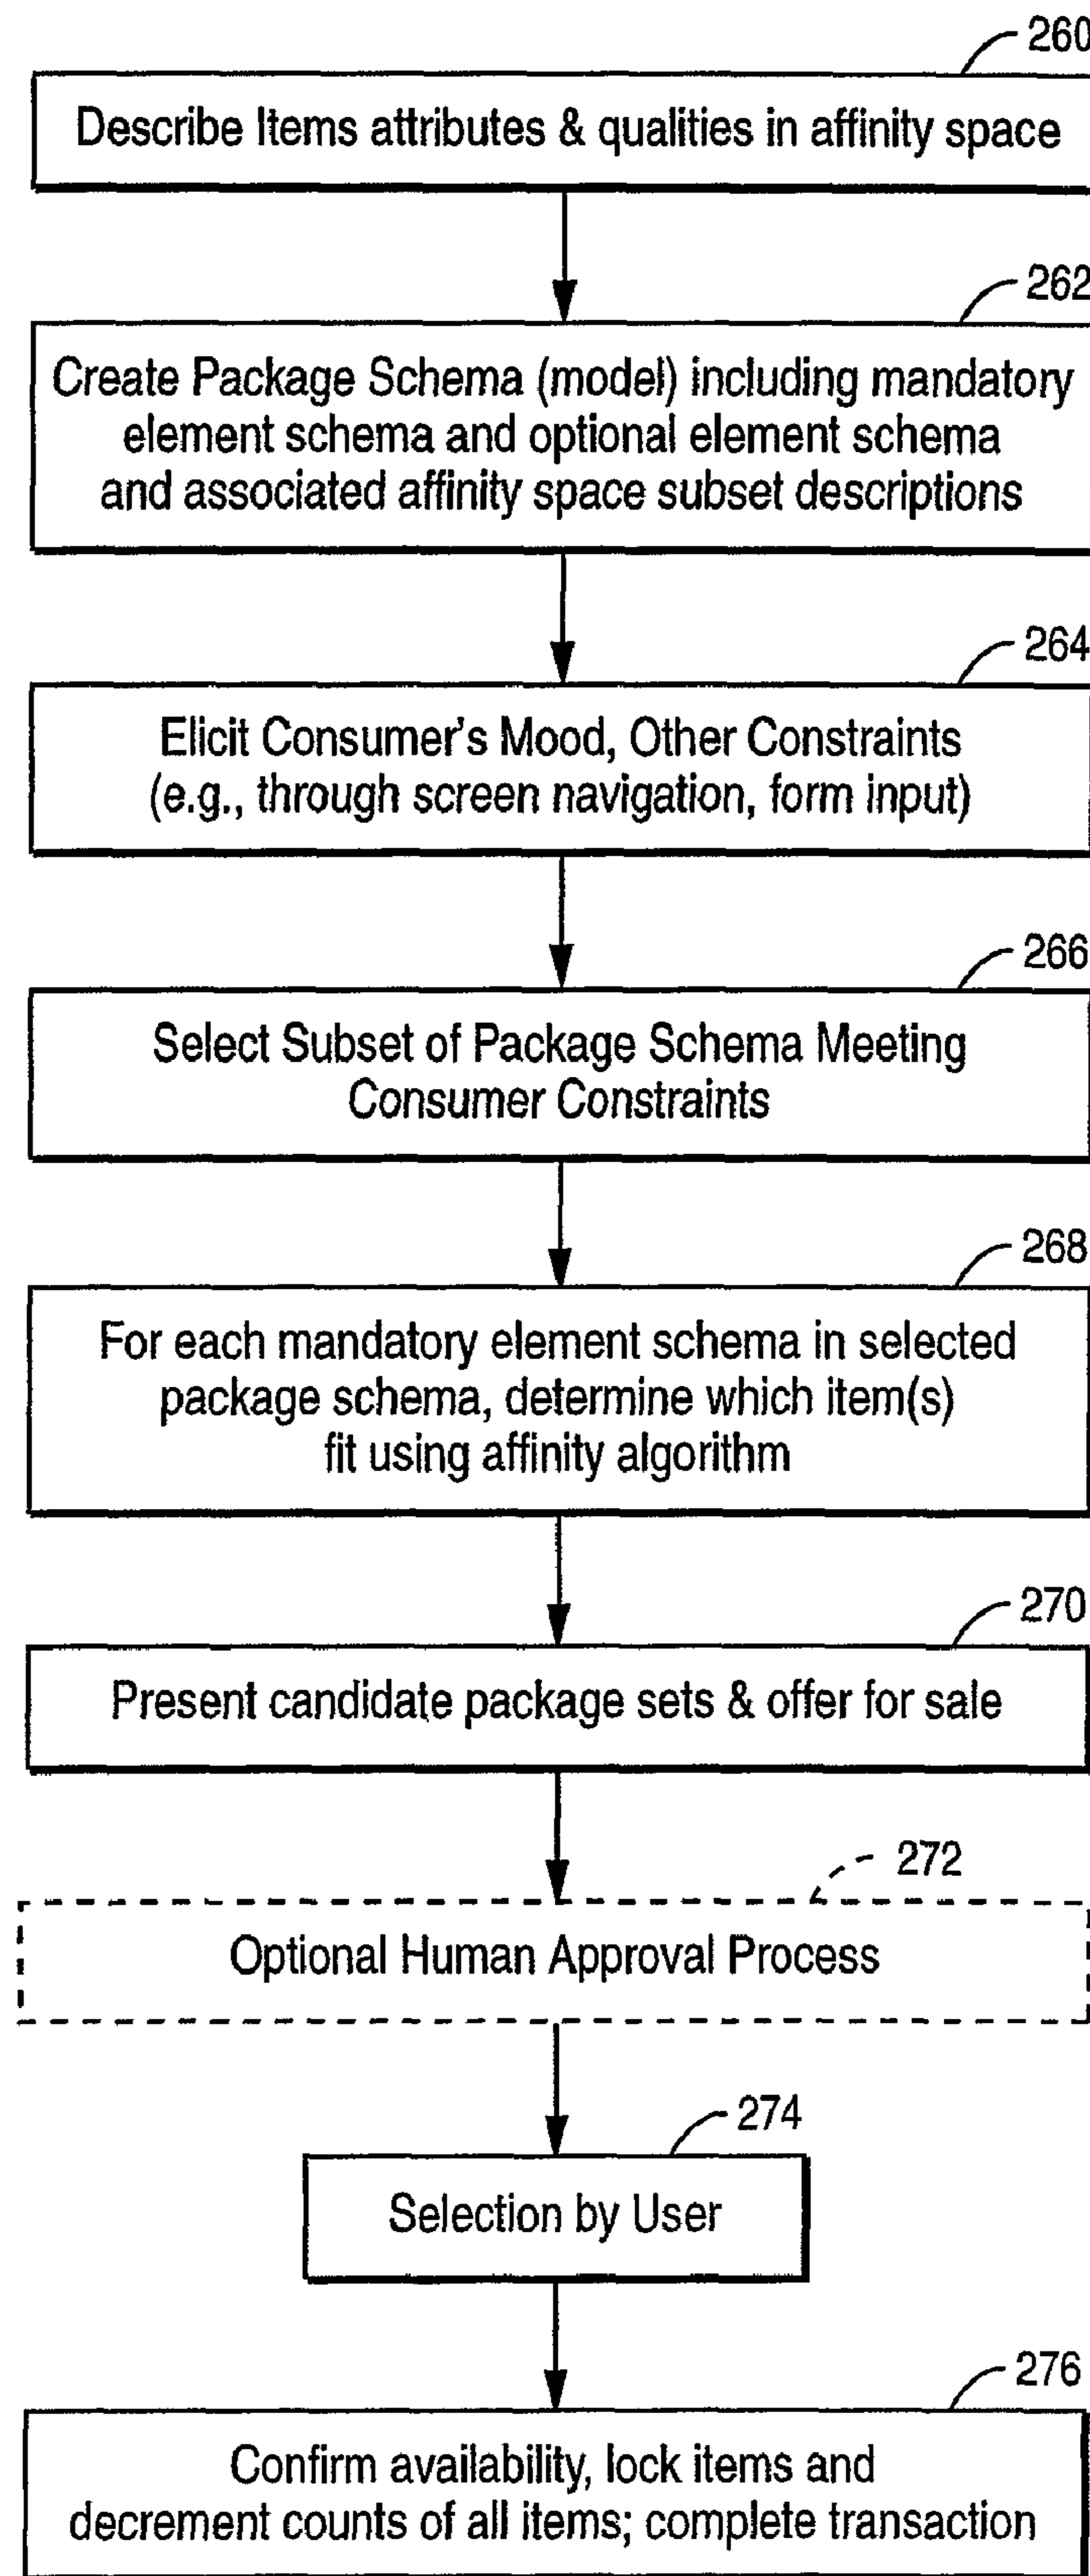 260
Describe Items attributes & qualities in affinity space
262
Create Package Schema (model) including mandatory
element schema and optional element schema
and associated affinity space subset descriptions
264
Elicit Consumer's Mood, Other Constraints
(e.g., through screen navigation, form input)
266
Select Subset of Package Schema Meeting
Consumer Constraints
268
For each mandatory element schema in selected
package schema, determine which item(s)
fit using affinity algorithm
270
Present candidate package sets & offer for sale
272
Optional Human Approval Process
274
Selection by User
276
Confirm availability, lock items and
decrement counts of all items; complete transaction